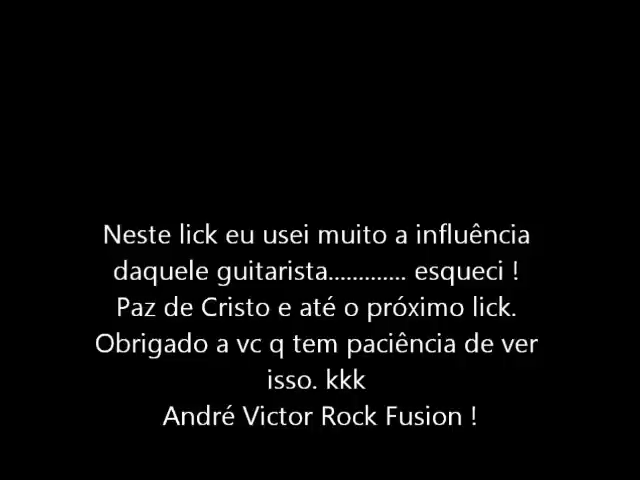 Neste lick eu usei muito a influência
daquele guitarista............. esqueci !
Paz de Cristo e até o próximo lick.
Obrigado a vc q tem paciência de ver
isso. kkk
André Victor Rock Fusion !